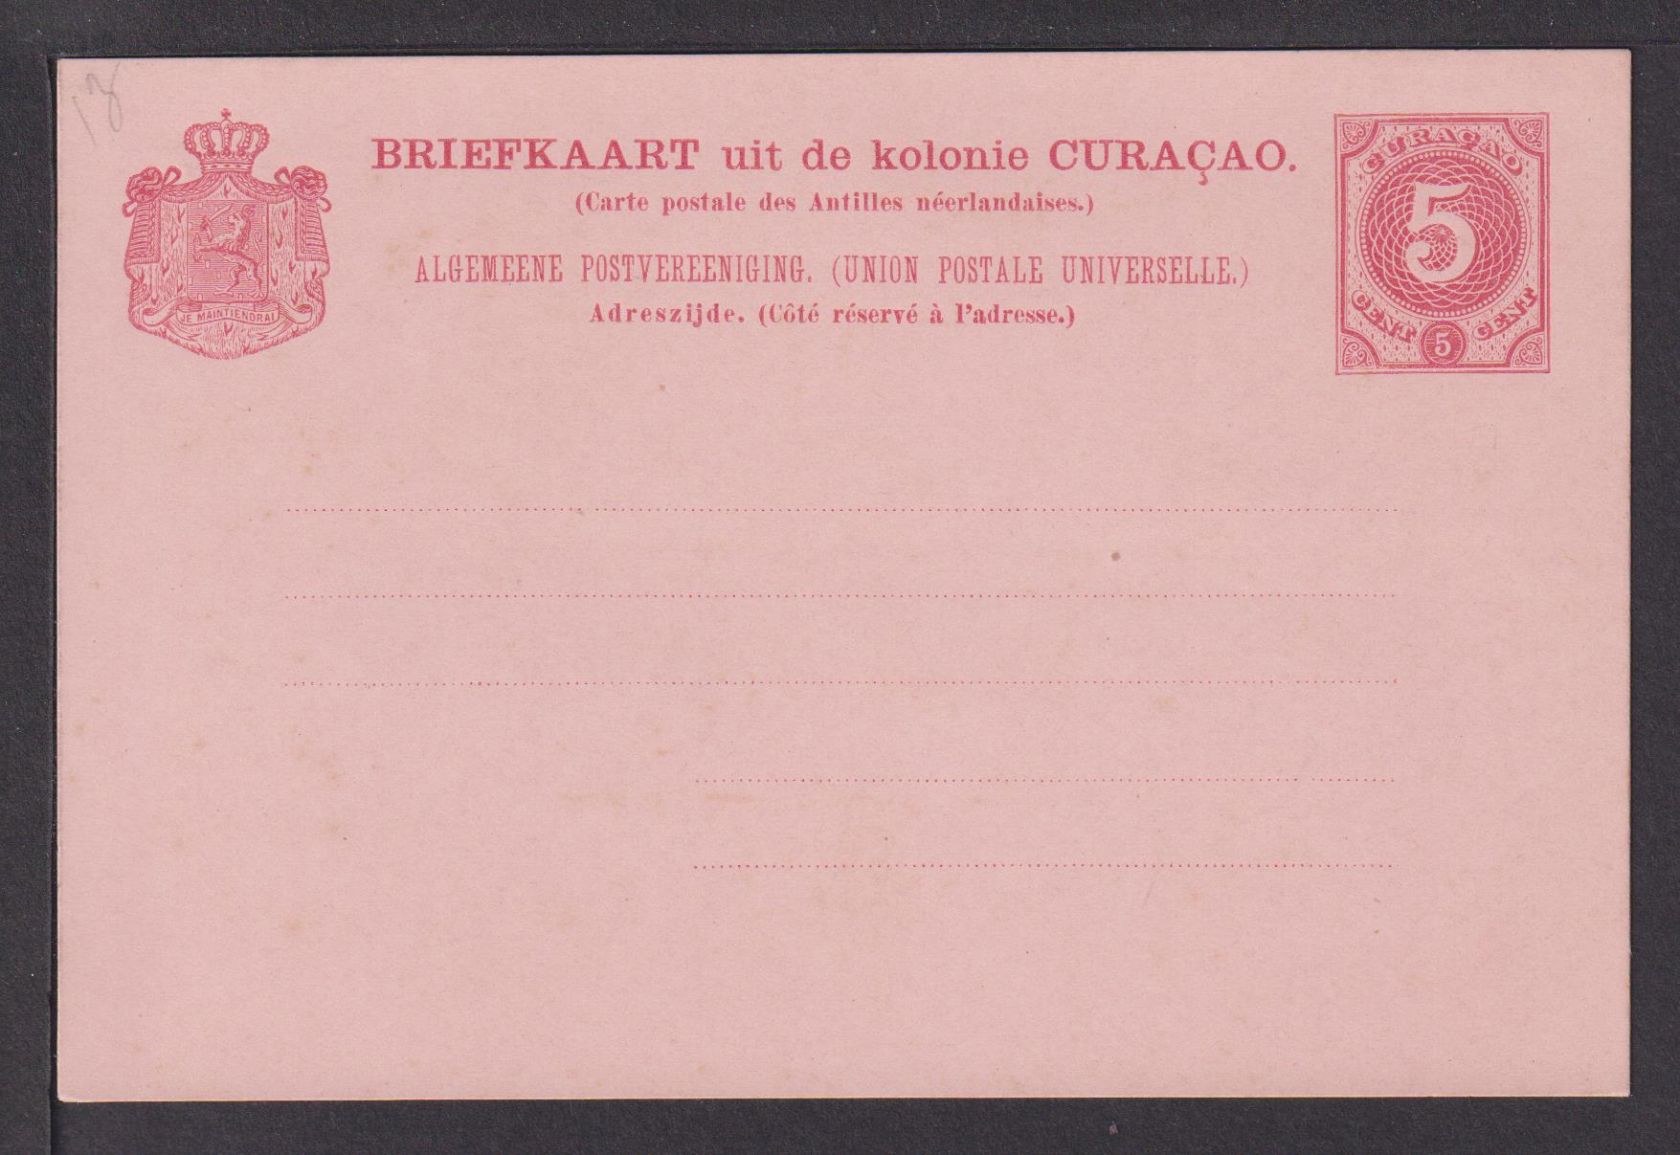 BRIEFKAART uit de kolonie CURAÇAO.
(Carte postale des Antilles néerlandaises.)
ALGEMEENE POSTVEREENIGING. (UNION POSTALE UNIVERSELLE.)
Adreszijde. (Côté réservé à l'adresse.)
JE MAINTIENDRAI
CURAÇAO
5
CENT 5 CENT